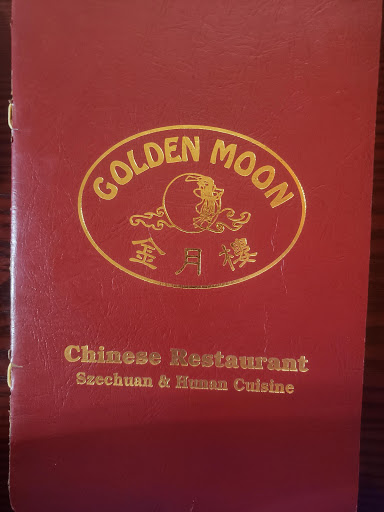 GOLDEN MOON
金月樓
Chinese Restaurant
Szechuan & Hunan Cuisine